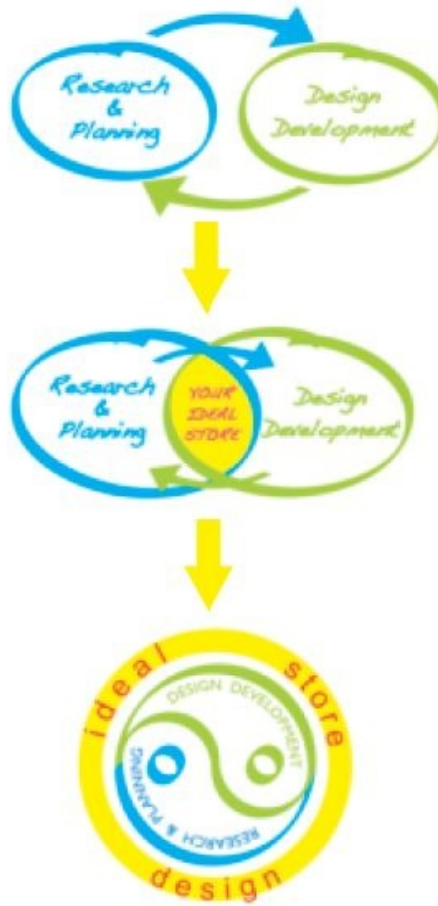 Research
&
Planning
Design
Development
Research
&
Planning
YOUR
IDEAL
STORE
Design
Development
ideal store
DESIGN DEVELOPMENT
RESEARCH & PLANNING
design